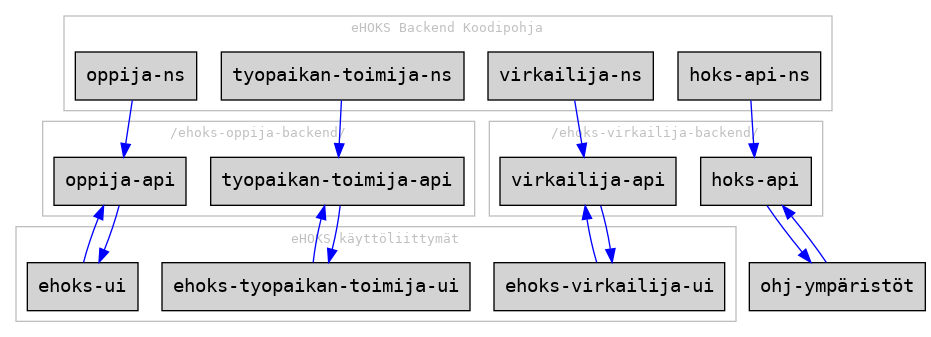 eHOKS Backend Koodipohja
oppija-ns
tyopaikan-toimija-ns
virkailija-ns
hoks-api-ns
/ehoks-oppija-backend/
/ehoks-virkailija-backend/
oppija-api
tyopaikan-toimija-api
virkailija-api
hoks-api
eHOKS käyttöliittymät
ehoks-ui
ehoks-tyopaikan-toimija-ui
ehoks-virkailija-ui
ohj-ympäristöt